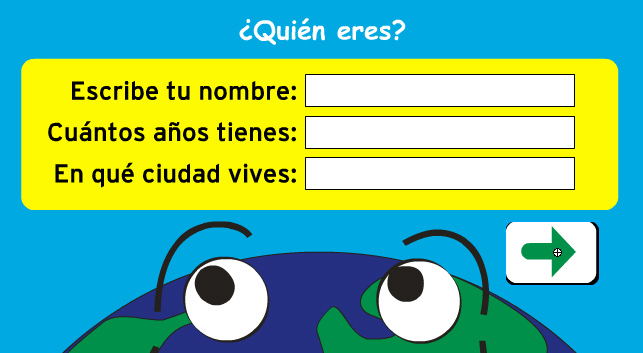 ¿Quién eres?
Escribe tu nombre:
Cuántos años tienes:
En qué ciudad vives: